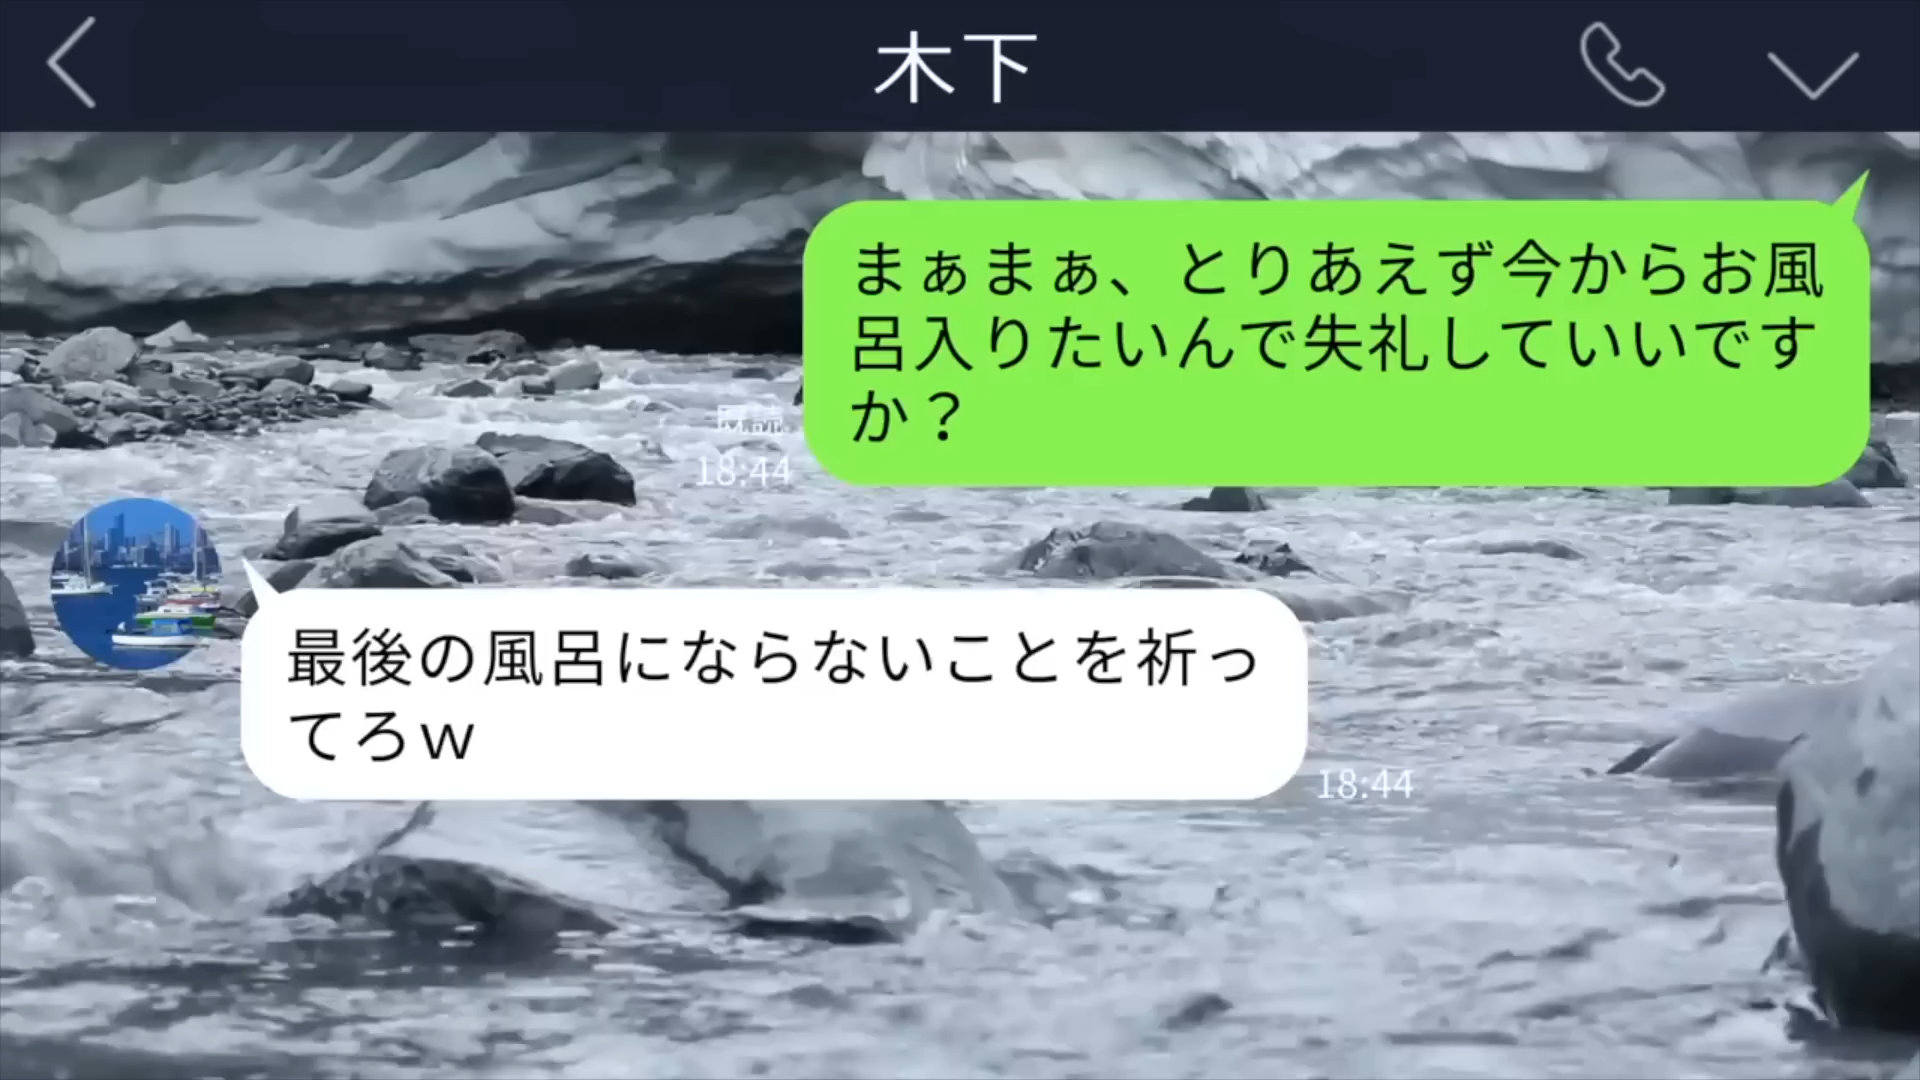 木下
まぁまぁ、とりあえず今からお風
呂入りたいんで失礼していいです
か？
既読
18:44
最後の風呂にならないことを祈っ
てろｗ
18:44